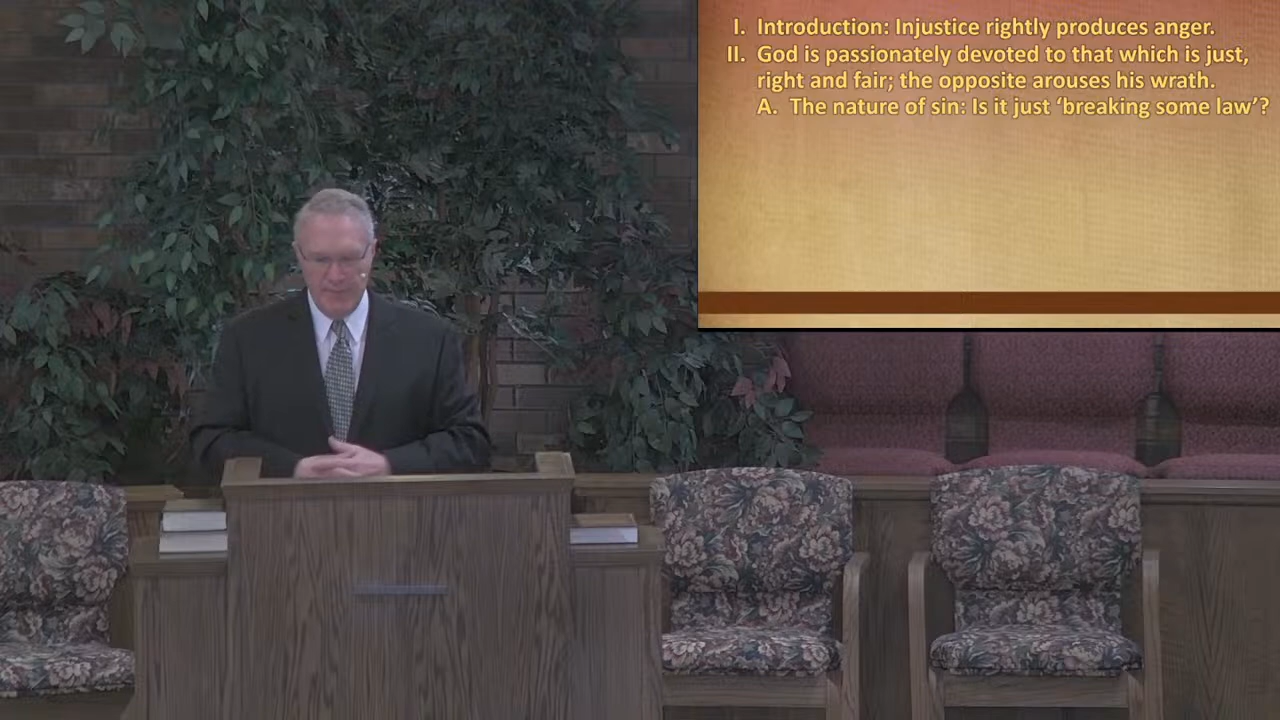 I. Introduction: Injustice rightly produces anger.
II. God is passionately devoted to that which is just,
right and fair; the opposite arouses his wrath.
A. The nature of sin: Is it just ‘breaking some law’?